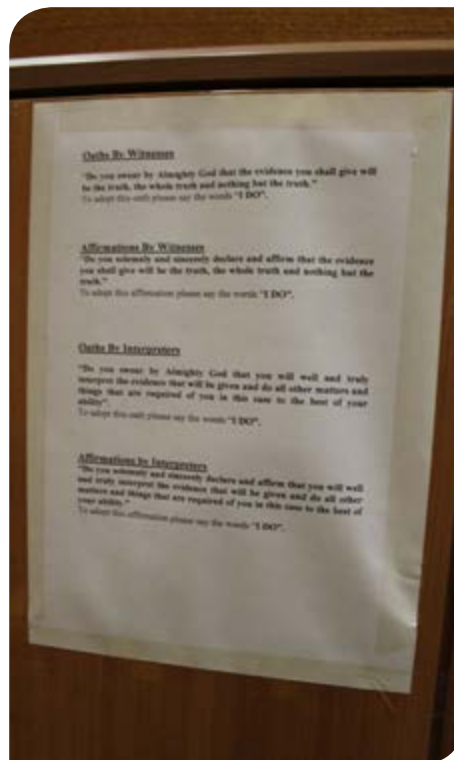 Oaths By Witnesses
"Do you swear by Almighty God that the evidence you shall give will
be the truth, the whole truth and nothing but the truth."
To adopt this oath please say the words "I DO".
Affirmations By Witnesses
"Do you solemnly and sincerely declare and affirm that the evidence
you shall give will be the truth, the whole truth and nothing but the
truth."
To adopt this affirmation please say the words "I DO".
Oaths By Interpreters
"Do you swear by Almighty God that you will well and truly
interpret the evidence that will be given and do all other matters and
things that are required of you in this case to the best of your
ability".
To adopt this oath please say the words "I DO".
Affirmations by Interpreters
"Do you solemnly and sincerely declare and affirm that you will well
and truly interpret the evidence that will be given and do all other
matters and things that are required of you in this case to the best of
your ability."
To adopt this affirmation please say the words "I DO".